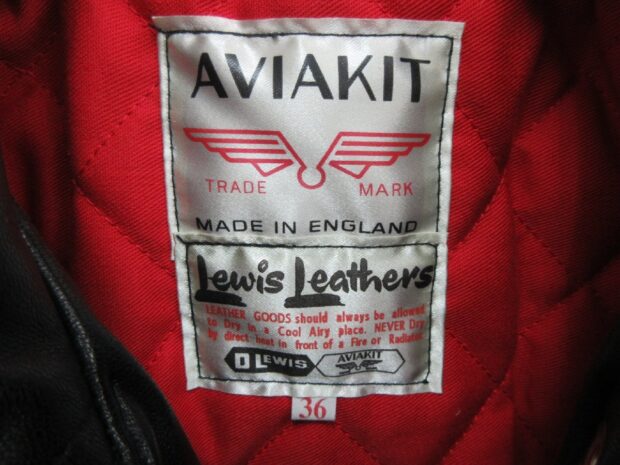 AVIAKIT
TRADE MARK
MADE IN ENGLAND
Lewis Leathers
LEATHER GOODS should always be allowed
to Dry in a Cool Airy place. NEVER Dry
by direct heat in front of a Fire or Radiator
D LEWIS AVIAKIT
36